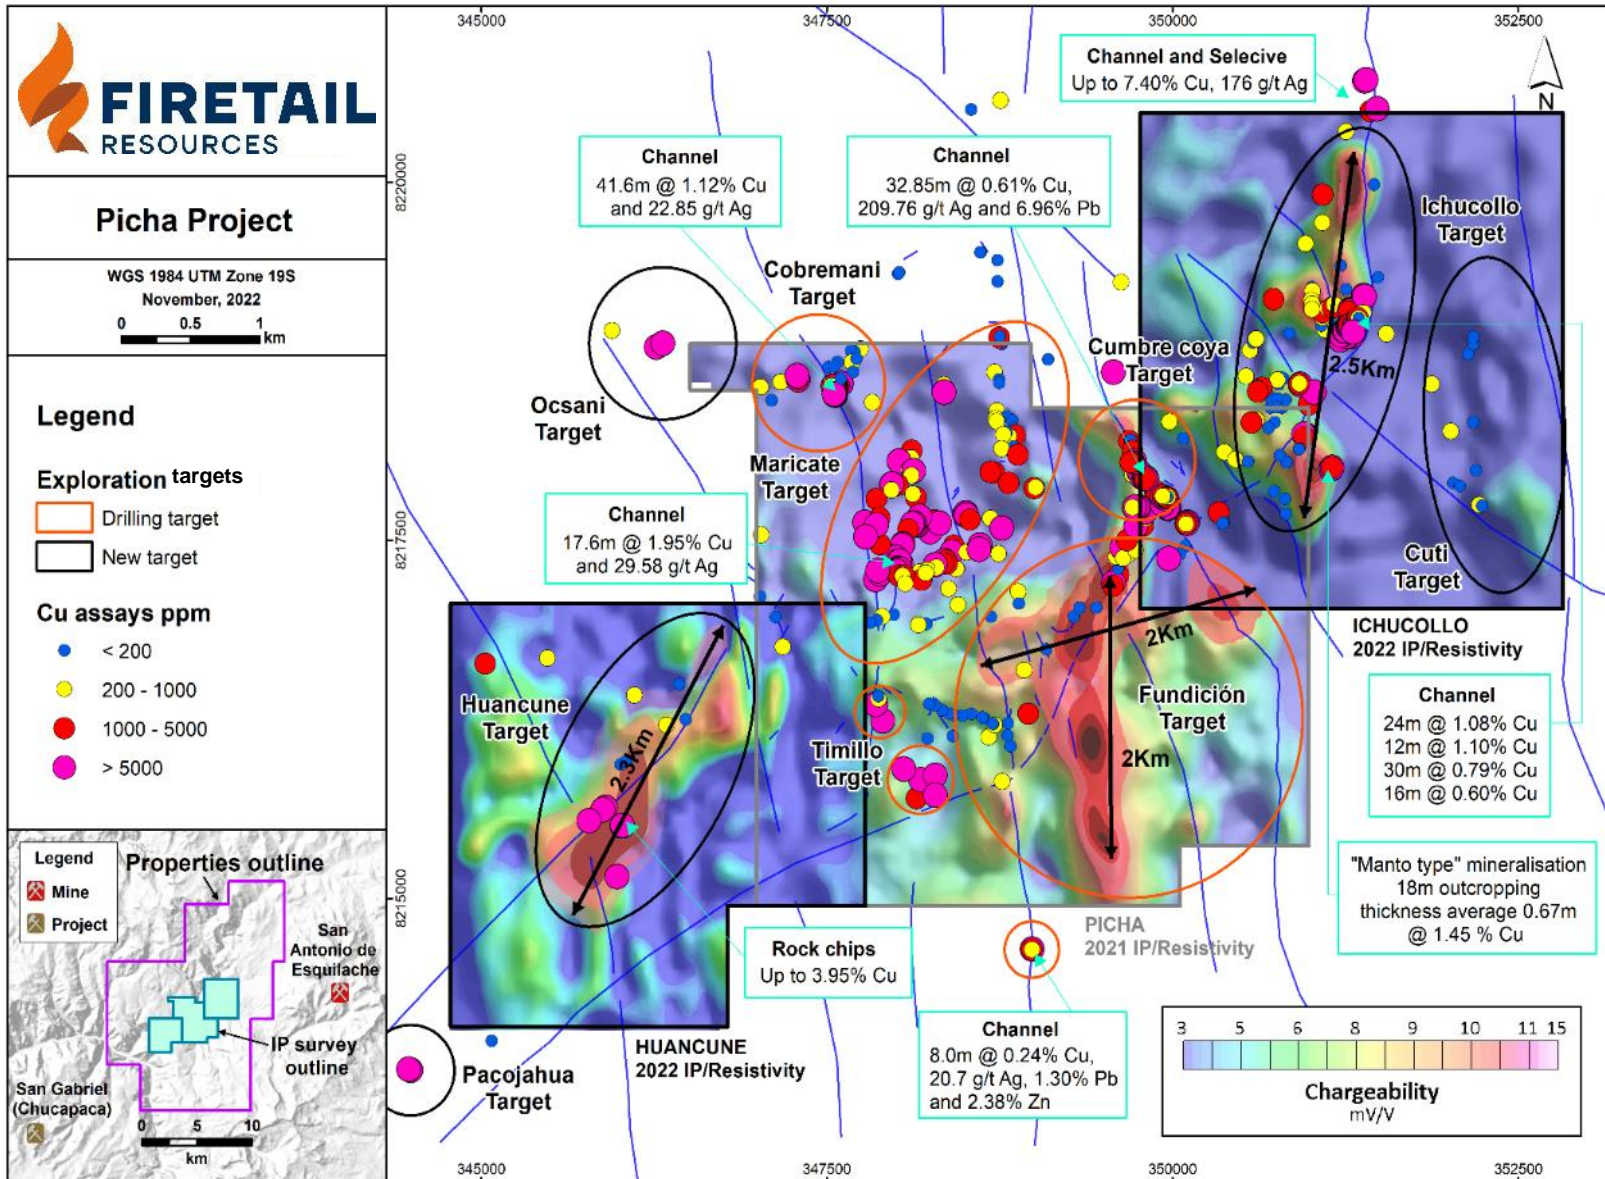 FIRETAIL
RESOURCES
Picha Project
WGS 1984 UTM Zone 19S
November, 2022
0 0.5 1
km
Legend
Exploration targets
Drilling target
New target
Cu assays ppm
< 200
200 - 1000
1000 - 5000
> 5000
Legend
Mine
Project
Properties outline
San
Antonio de
Esquilache
IP survey
outline
San Gabriel
(Chucapaca)
0 5 10
km
345000 347500 350000 352500
8220000
8217500
8215000
345000 347500 350000 352500
N
Channel and Selecive
Up to 7.40% Cu, 176 g/t Ag
Channel
41.6m @ 1.12% Cu
and 22.85 g/t Ag
Channel
32.85m @ 0.61% Cu,
209.76 g/t Ag and 6.96% Pb
Ichucollo
Target
Cobremani
Target
Cumbre coya
Target
2.5Km
Ocsani
Target
Maricate
Target
Channel
17.6m @ 1.95% Cu
and 29.58 g/t Ag
Cuti
Target
ICHUCOLLO
2022 IP/Resistivity
2Km
Fundición
Target
2Km
Huancune
Target
2.3Km
Timillo
Target
Channel
24m @ 1.08% Cu
12m @ 1.10% Cu
30m @ 0.79% Cu
16m @ 0.60% Cu
"Manto type" mineralisation
18m outcropping
thickness average 0.67m
@ 1.45 % Cu
PICHA
2021 IP/Resistivity
Rock chips
Up to 3.95% Cu
HUANCUNE
2022 IP/Resistivity
Pacojahua
Target
Channel
8.0m @ 0.24% Cu,
20.7 g/t Ag, 1.30% Pb
and 2.38% Zn
3 5 6 8 9 10 11 15
Chargeability
mV/V